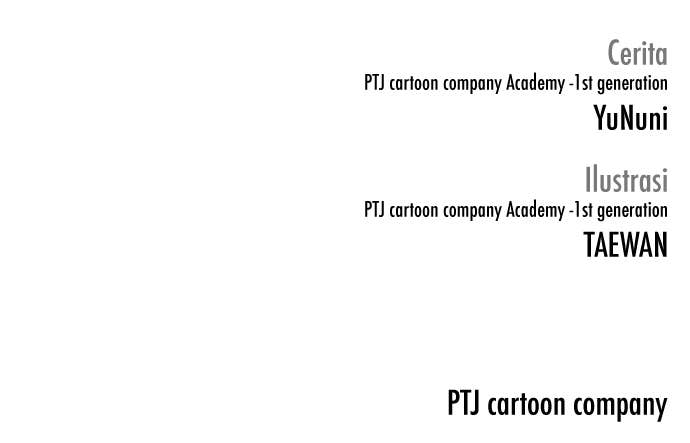 Cerita
PTJ cartoon company Academy -1st generation
YuNuni
Ilustrasi
PTJ cartoon company Academy -1st generation
TAEWAN
PTJ cartoon company